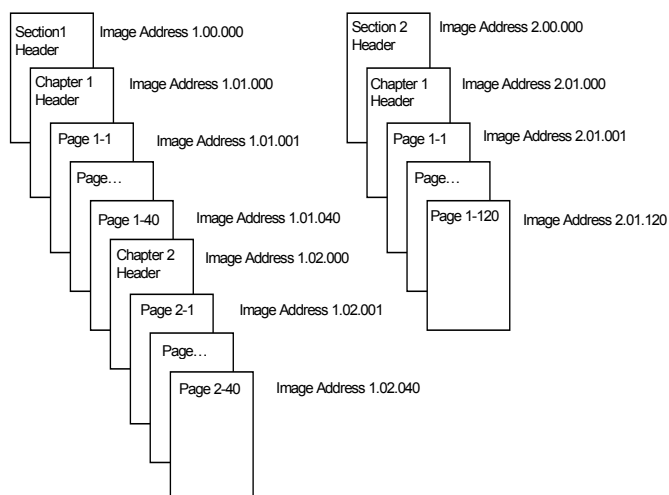 Section1
Header
Image Address 1.00.000
Chapter 1
Header
Image Address 1.01.000
Page 1-1
Image Address 1.01.001
Page…
Page 1-40
Image Address 1.01.040
Chapter 2
Header
Image Address 1.02.000
Page 2-1
Image Address 1.02.001
Page…
Page 2-40
Image Address 1.02.040
Section 2
Header
Image Address 2.00.000
Chapter 1
Header
Image Address 2.01.000
Page 1-1
Image Address 2.01.001
Page…
Page 1-120
Image Address 2.01.120